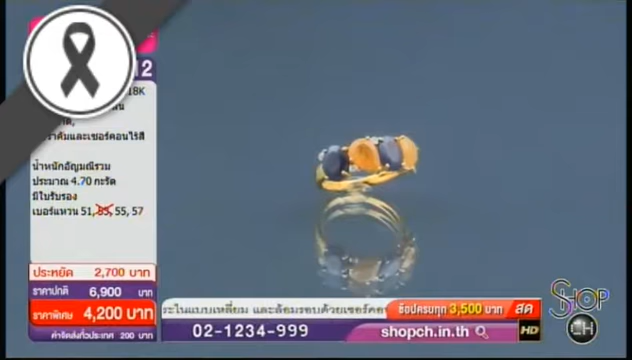 12
18K
ราคัมและเซอร์คอนไร้สี
น้ำหนักอัญมณีรวม
ประมาณ 4.70 กะรัต
มีใบรับรอง
เบอร์แหวน 51, 53, 55, 57
ประหยัด 2,700 บาท
ราคาปกติ 6,900 บาท
ราคาพิเศษ 4,200 บาท
ค่าจัดส่งทั่วประเทศ 200 บาท
ระไนแบบเหลี่ยม และล้อมรอบด้วยเซอร์คอ
ช้อปครบทุก 3,500 บาท
สด
02-1234-999
shopch.in.th
HD
SHOP
CH